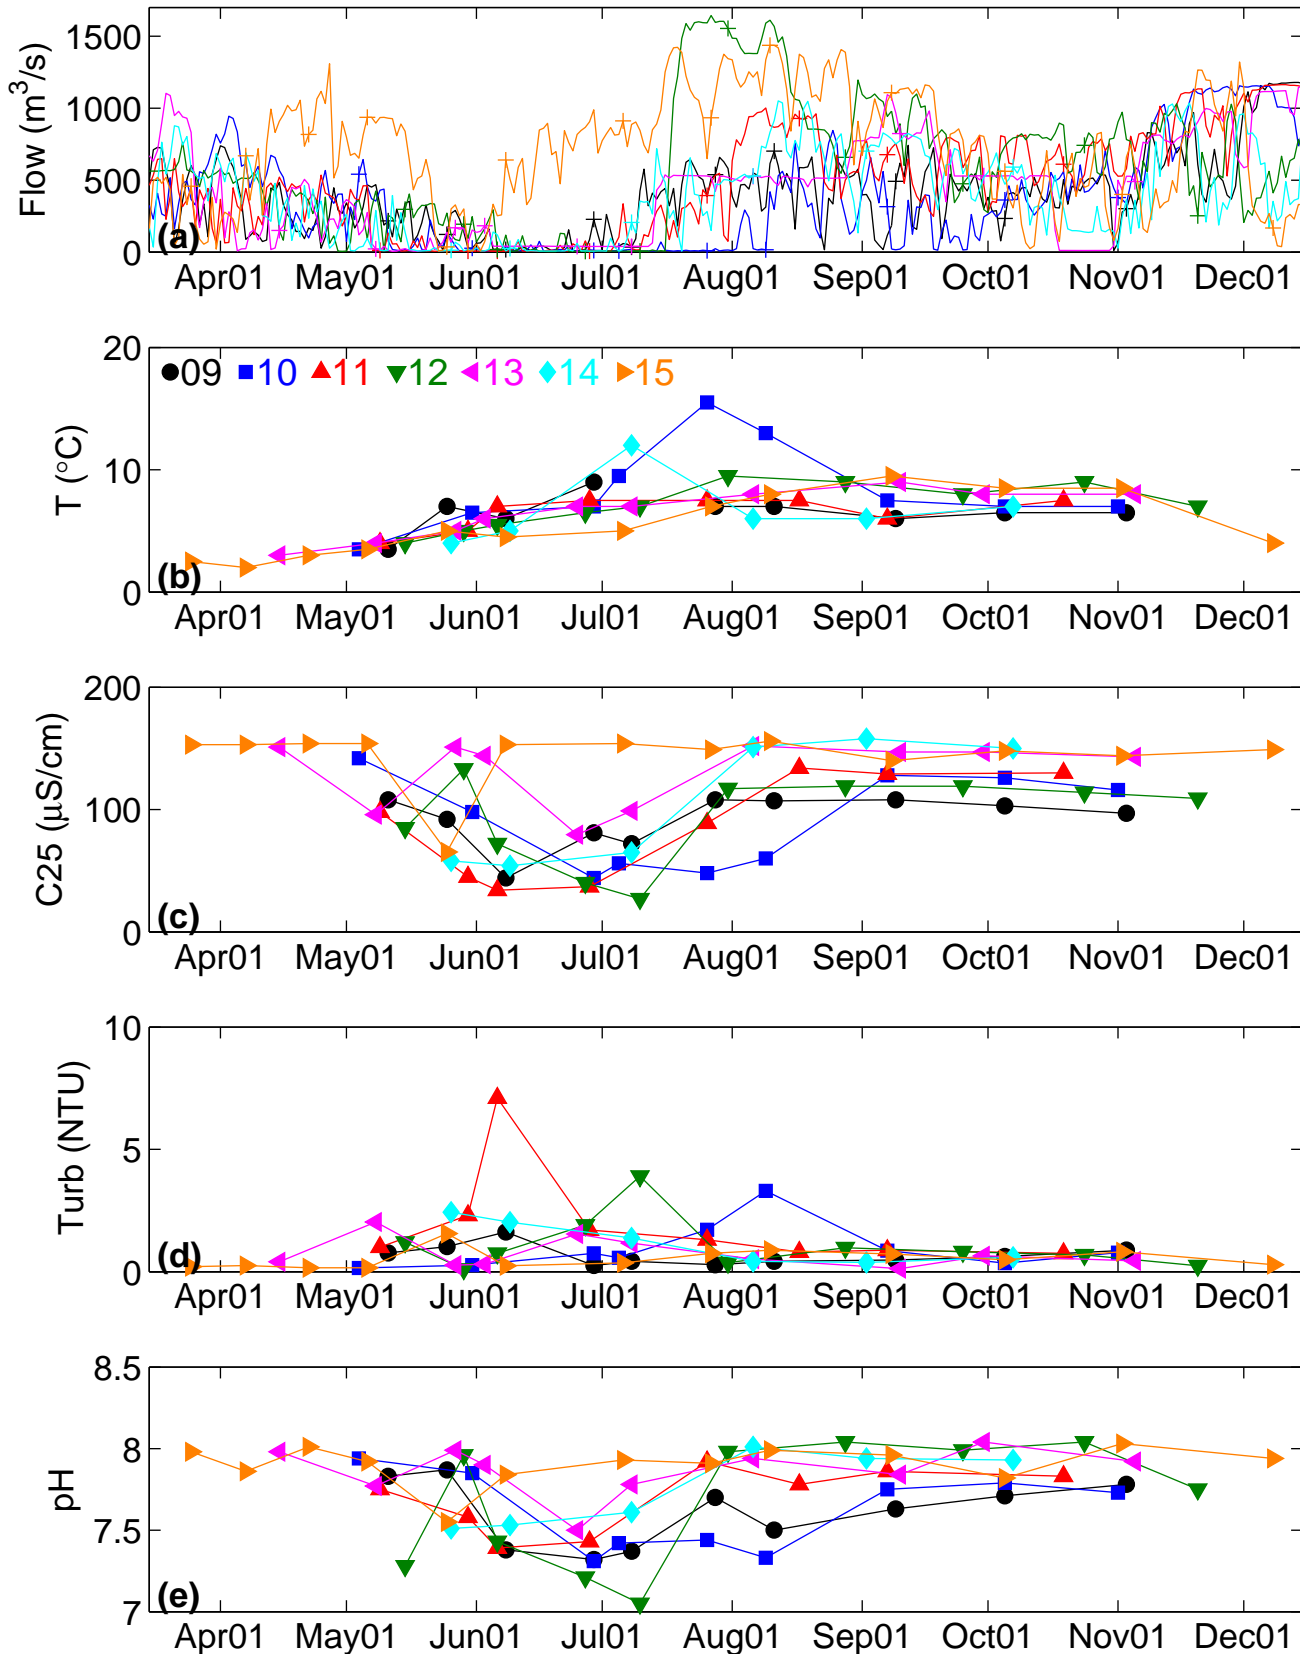 1500
1000
500
0
Flow (m³/s)
(a)
Apr01 May01 Jun01 Jul01 Aug01 Sep01 Oct01 Nov01 Dec01
20
10
0
T (°C)
09 10 11 12 13 14 15
(b)
Apr01 May01 Jun01 Jul01 Aug01 Sep01 Oct01 Nov01 Dec01
200
100
0
C25 (µS/cm)
(c)
Apr01 May01 Jun01 Jul01 Aug01 Sep01 Oct01 Nov01 Dec01
10
5
0
Turb (NTU)
(d)
Apr01 May01 Jun01 Jul01 Aug01 Sep01 Oct01 Nov01 Dec01
8.5
8
7.5
7
pH
(e)
Apr01 May01 Jun01 Jul01 Aug01 Sep01 Oct01 Nov01 Dec01